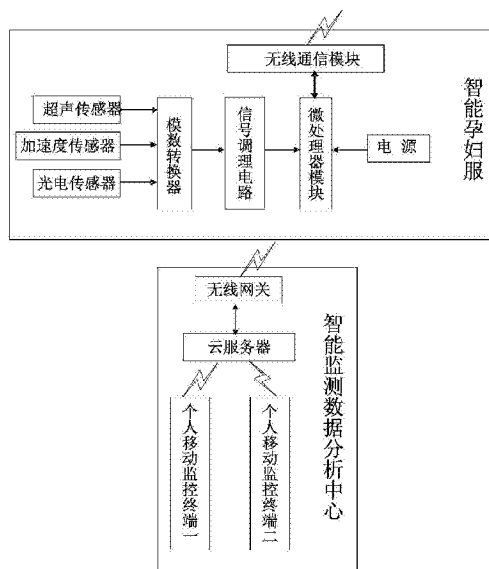 无线通信模块
超声传感器
加速度传感器
光电传感器
模数转换器
信号调理电路
微处理器模块
电 源
智能孕妇服
无线网关
云服务器
个人移动监控终端一
个人移动监控终端二
智能监测数据分析中心